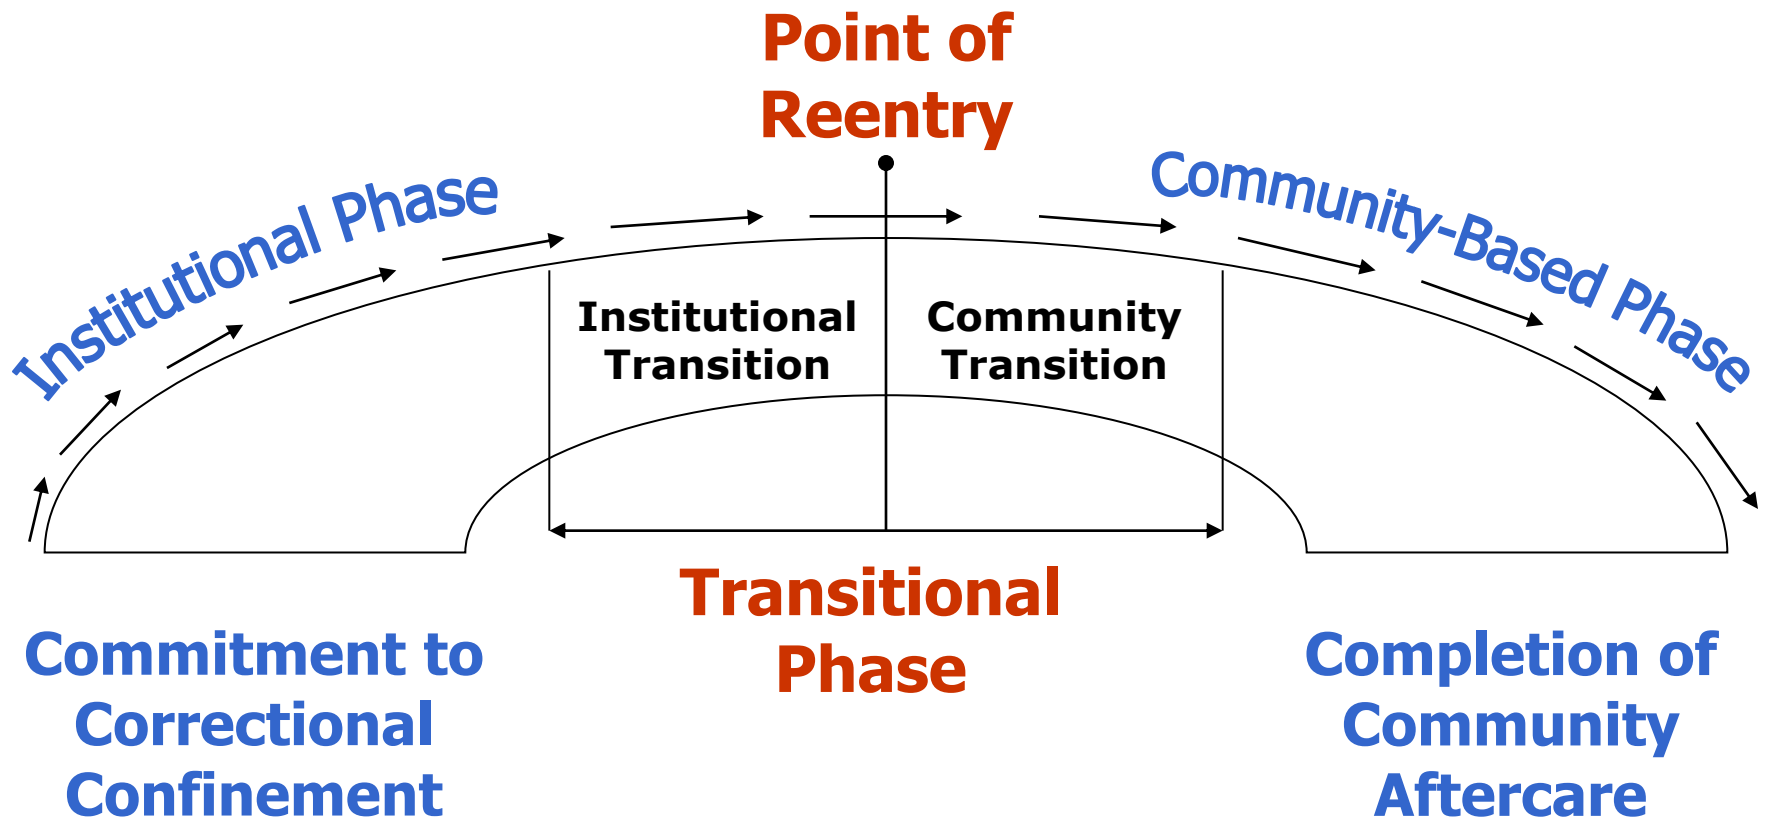 Point of
Reentry
Institutional Phase
Community-Based Phase
Institutional
Transition
Community
Transition
Transitional
Phase
Commitment to
Correctional
Confinement
Completion of
Community
Aftercare